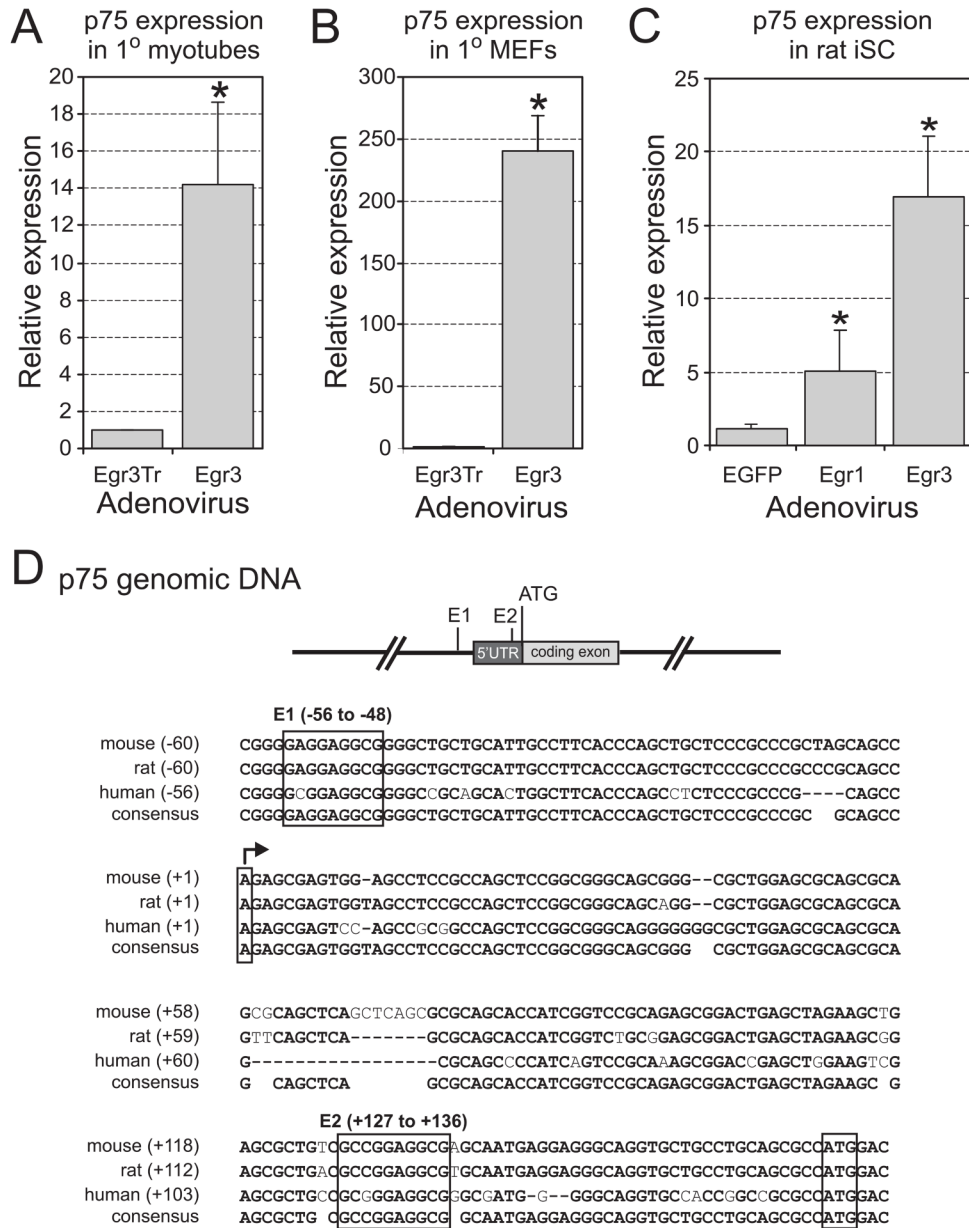 A
p75 expression
in 1° myotubes
Relative expression
20
18
16
14
12
10
8
6
4
2
0
*
Egr3Tr Egr3
Adenovirus
B
p75 expression
in 1° MEFs
Relative expression
300
250
200
150
100
50
0
*
Egr3Tr Egr3
Adenovirus
C
p75 expression
in rat iSC
Relative expression
25
20
15
10
5
0
* *
EGFP Egr1 Egr3
Adenovirus
D p75 genomic DNA
ATG
E1 E2
5'UTR coding exon
E1 (-56 to -48)
mouse (-60) CGGGGAGGAGGCGGGGCTGCTGCATTGCCTTCACCCAGCTGCTCCCGCCCGCTAGCAGCC
rat (-60) CGGGGAGGAGGCGGGGCTGCTGCATTGCCTTCACCCAGCTGCTCCCGCCCGCCCGCAGCC
human (-56) CGGGGCGGAGGCGGGGCCGCAGCACTGGCTTCACCCAGCCTCTCCCGCCCG----CAGCC
consensus CGGGGAGGAGGCGGGGCTGCTGCATTGCCTTCACCCAGCTGCTCCCGCCCGC GCAGCC
mouse (+1) AGAGCGAGTGG-AGCCTCCGCCAGCTCCGGCGGGCAGCGGG--CGCTGGAGCGCAGCGCA
rat (+1) AGAGCGAGTGGTAGCCTCCGCCAGCTCCGGCGGGCAGCAGG--CGCTGGAGCGCAGCGCA
human (+1) AGAGCGAGTCC-AGCCGCGGCCAGCTCCGGCGGGCAGGGGGGGCGCTGGAGCGCAGCGCA
consensus AGAGCGAGTGGTAGCCTCCGCCAGCTCCGGCGGGCAGCGGG CGCTGGAGCGCAGCGCA
mouse (+58) GCGCAGCTCAGCTCAGCGCGCAGCACCATCGGTCCGCAGAGCGGACTGAGCTAGAAGCTG
rat (+59) GTTCAGCTCA-------GCGCAGCACCATCGGTCTGCGGAGCGGACTGAGCTAGAAGCGG
human (+60) G-----------------CGCAGCCCCATCAGTCCGCAAAGCGGACCGAGCTGGAAGTCG
consensus G CAGCTCA GCGCAGCACCATCGGTCCGCAGAGCGGACTGAGCTAGAAGC G
E2 (+127 to +136)
mouse (+118) AGCGCTGTCGCCGGAGGCGAGCAATGAGGAGGGCAGGTGCTGCCTGCAGCGCCATGGAC
rat (+112) AGCGCTGACGCCGGAGGCGTGCAATGAGGAGGGCAGGTGCTGCCTGCAGCGCCATGGAC
human (+103) AGCGCTGCCGCGGGAGGCGGGCGATG-G--GGGCAGGTGCCACCGGCCGCGCCATGGAC
consensus AGCGCTG CGCCGGAGGCG GCAATGAGGAGGGCAGGTGCTGCCTGCAGCGCCATGGAC